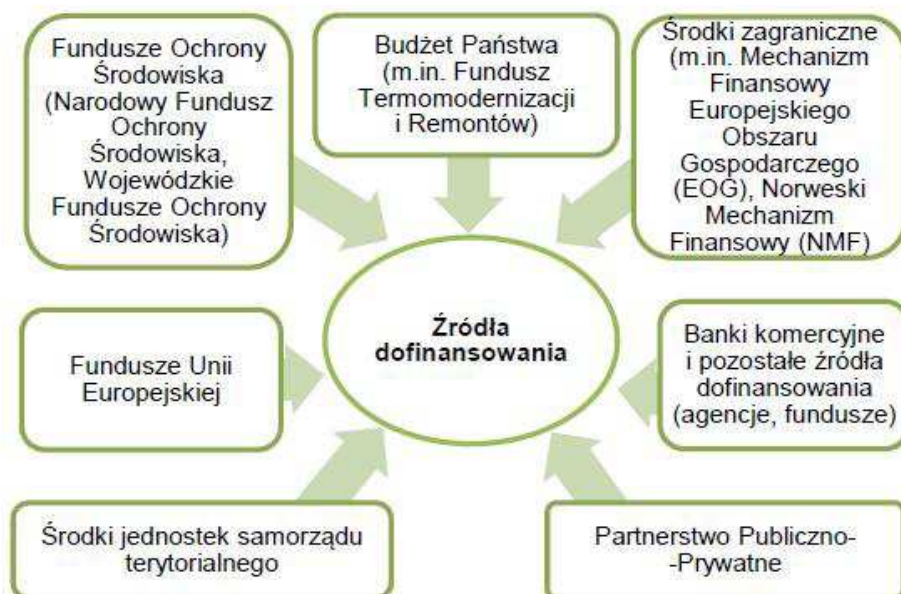 Fundusze Ochrony
Środowiska
(Narodowy Fundusz
Ochrony
Środowiska,
Wojewódzkie
Fundusze Ochrony
Środowiska)
Budżet Państwa
(m.in. Fundusz
Termomodernizacji
i Remontów)
Środki zagraniczne
(m.in. Mechanizm
Finansowy
Europejskiego
Obszaru
Gospodarczego
(EOG), Norweski
Mechanizm
Finansowy (NMF)
Źródła
dofinansowania
Fundusze Unii
Europejskiej
Banki komercyjne
i pozostałe źródła
dofinansowania
(agencje, fundusze)
Środki jednostek samorządu
terytorialnego
Partnerstwo Publiczno-
-Prywatne